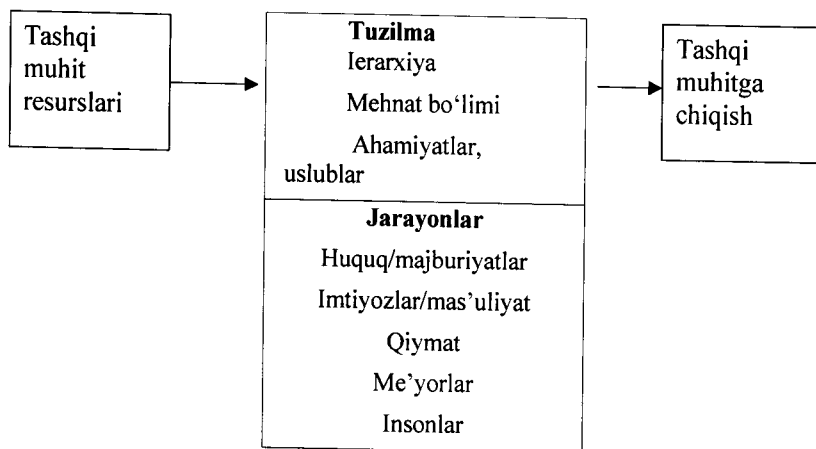 Tashqi
muhit
resurslari
Tuzilma
Ierarxiya
Mehnat bo‘limi
Ahamiyatlar,
uslublar
Jarayonlar
Huquq/majburiyatlar
Imtiyozlar/mas’uliyat
Qiymat
Me’yorlar
Insonlar
Tashqi
muhitga
chiqish